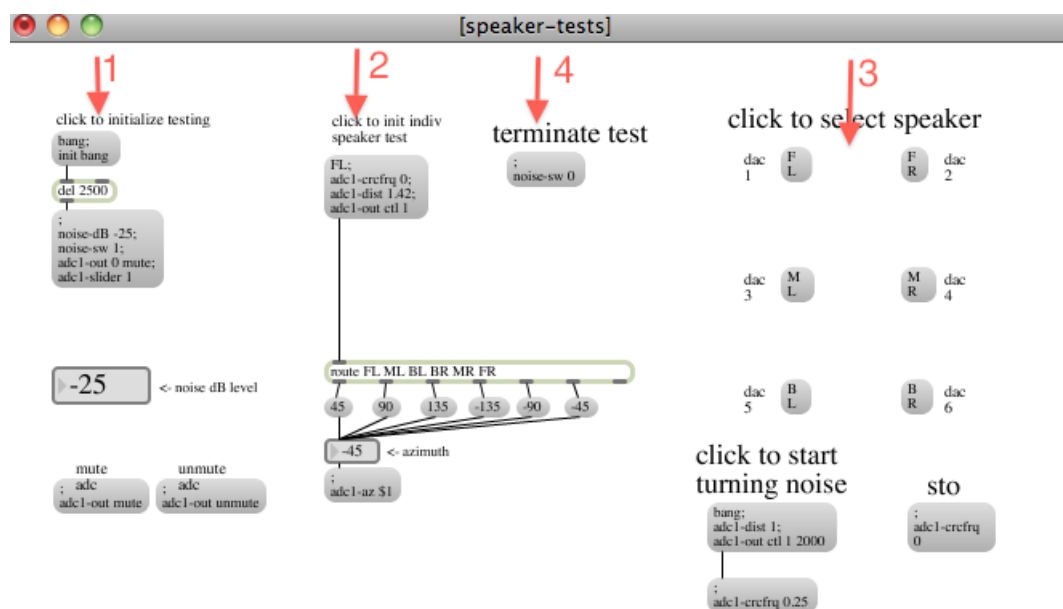 [speaker-tests]
1
click to initialize testing
bang;
init bang
del 2500
;
noise-dB -25;
noise-sw 1;
adc1-out 0 mute;
adc1-slider 1
-25
<- noise dB level
mute
adc
;
adc1-out mute
unmute
adc
;
adc1-out unmute
2
click to init indiv
speaker test
FL;
adc1-crcfrq 0;
adc1-dist 1.42;
adc1-out ctl 1
route FL ML BL BR MR FR
45 90 135 -135 -90 -45
-45
<- azimuth
;
adc1-az $1
4
terminate test
;
noise-sw 0
3
click to select speaker
dac
1
F
L
F
R
dac
2
dac
3
M
L
M
R
dac
4
dac
5
B
L
B
R
dac
6
click to start
turning noise
bang;
adc1-dist 1;
adc1-out ctl 1 2000
;
adc1-crcfrq 0.25
sto
;
adc1-crcfrq
0